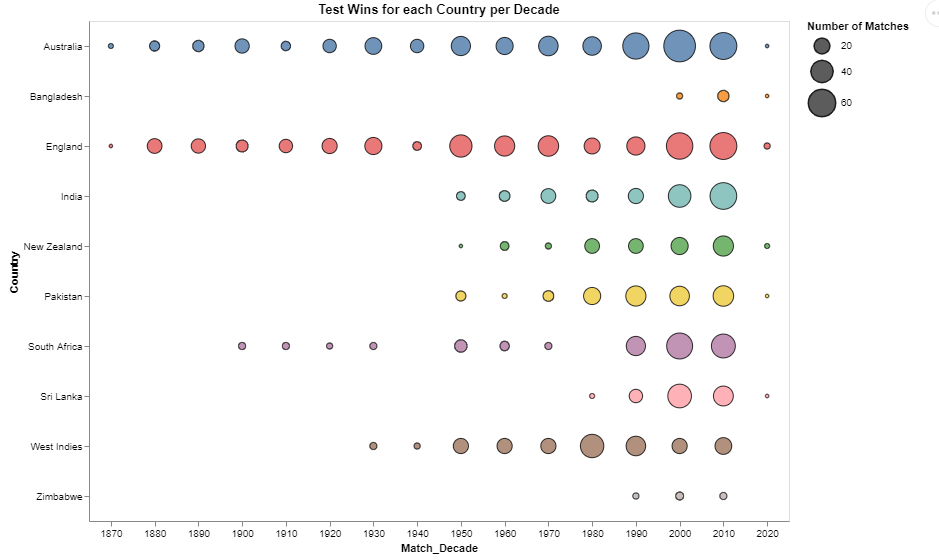 Test Wins for each Country per Decade
Number of Matches
20
40
60
Country
Australia
Bangladesh
England
India
New Zealand
Pakistan
South Africa
Sri Lanka
West Indies
Zimbabwe
1870 1880 1890 1900 1910 1920 1930 1940 1950 1960 1970 1980 1990 2000 2010 2020
Match_Decade